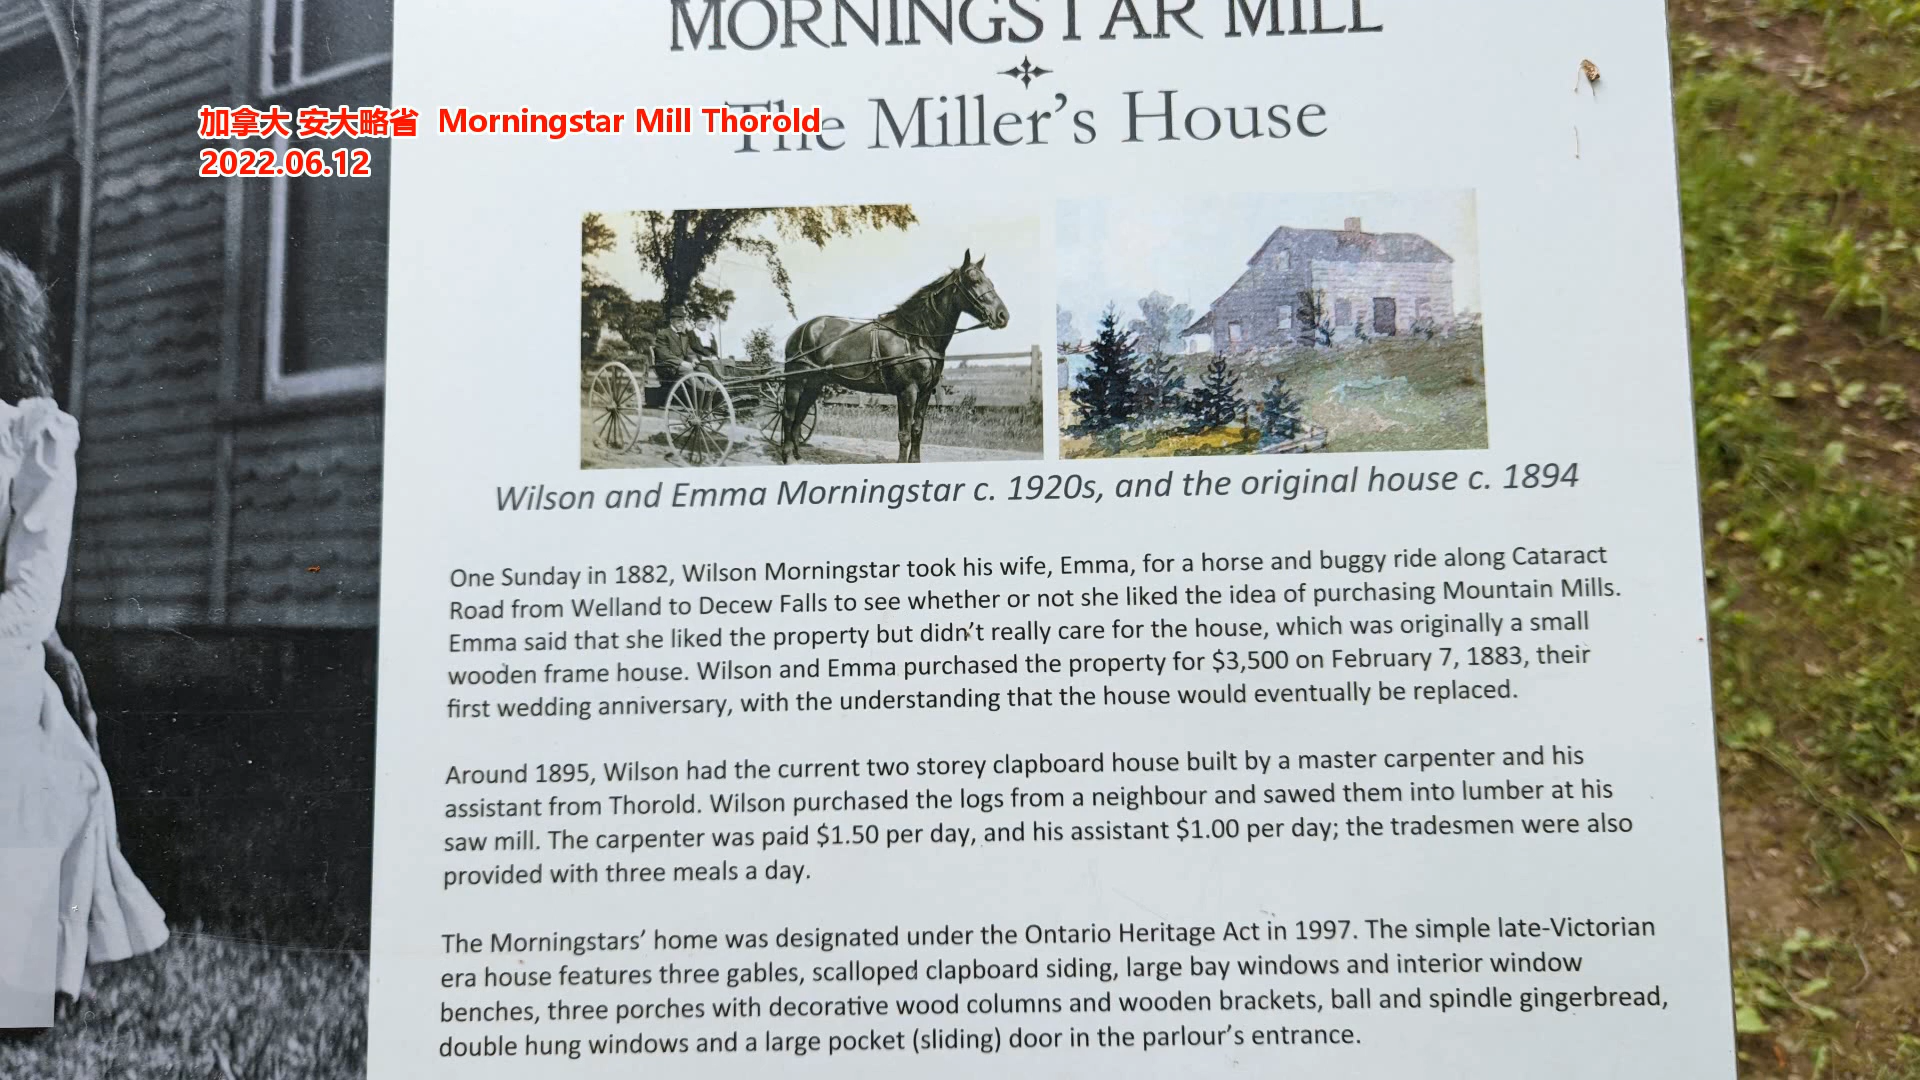 MORNINGSTAR MILL
加拿大 安大略省 Morningstar Mill Thorold
2022.06.12
The Miller's House
Wilson and Emma Morningstar c. 1920s, and the original house c. 1894
One Sunday in 1882, Wilson Morningstar took his wife, Emma, for a horse and buggy ride along Cataract
Road from Welland to Decew Falls to see whether or not she liked the idea of purchasing Mountain Mills.
Emma said that she liked the property but didn't really care for the house, which was originally a small
wooden frame house. Wilson and Emma purchased the property for $3,500 on February 7, 1883, their
first wedding anniversary, with the understanding that the house would eventually be replaced.
Around 1895, Wilson had the current two storey clapboard house built by a master carpenter and his
assistant from Thorold. Wilson purchased the logs from a neighbour and sawed them into lumber at his
saw mill. The carpenter was paid $1.50 per day, and his assistant $1.00 per day; the tradesmen were also
provided with three meals a day.
The Morningstars' home was designated under the Ontario Heritage Act in 1997. The simple late-Victorian
era house features three gables, scalloped clapboard siding, large bay windows and interior window
benches, three porches with decorative wood columns and wooden brackets, ball and spindle gingerbread,
double hung windows and a large pocket (sliding) door in the parlour's entrance.